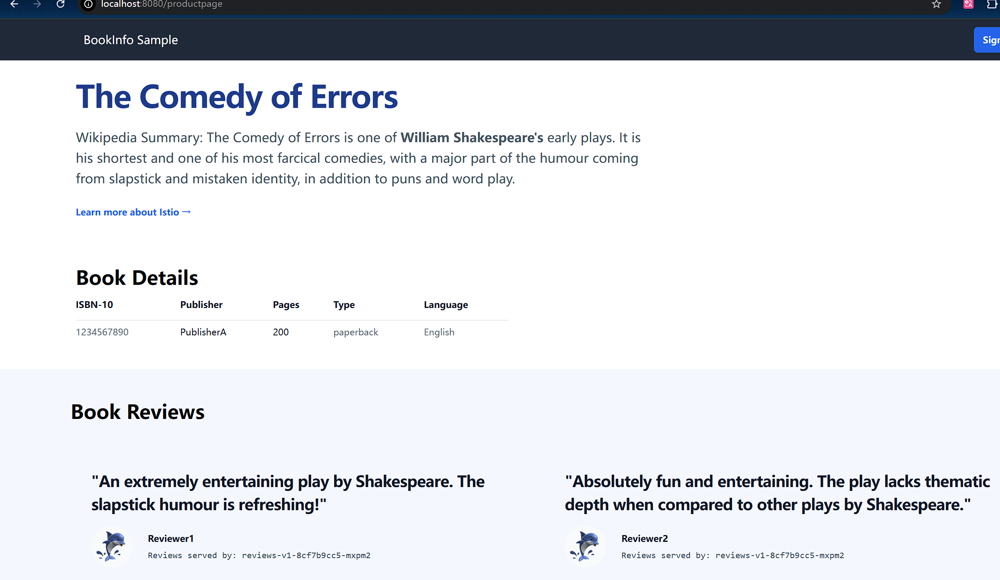 localhost:8080/productpage
BookInfo Sample
Sign
The Comedy of Errors
Wikipedia Summary: The Comedy of Errors is one of William Shakespeare's early plays. It is
his shortest and one of his most farcical comedies, with a major part of the humour coming
from slapstick and mistaken identity, in addition to puns and word play.
Learn more about Istio →
Book Details
ISBN-10 Publisher Pages Type Language
1234567890 PublisherA 200 paperback English
Book Reviews
"An extremely entertaining play by Shakespeare. The
slapstick humour is refreshing!"
Reviewer1
Reviews served by: reviews-v1-8cf7b9cc5-mxpm2
"Absolutely fun and entertaining. The play lacks thematic
depth when compared to other plays by Shakespeare."
Reviewer2
Reviews served by: reviews-v1-8cf7b9cc5-mxpm2